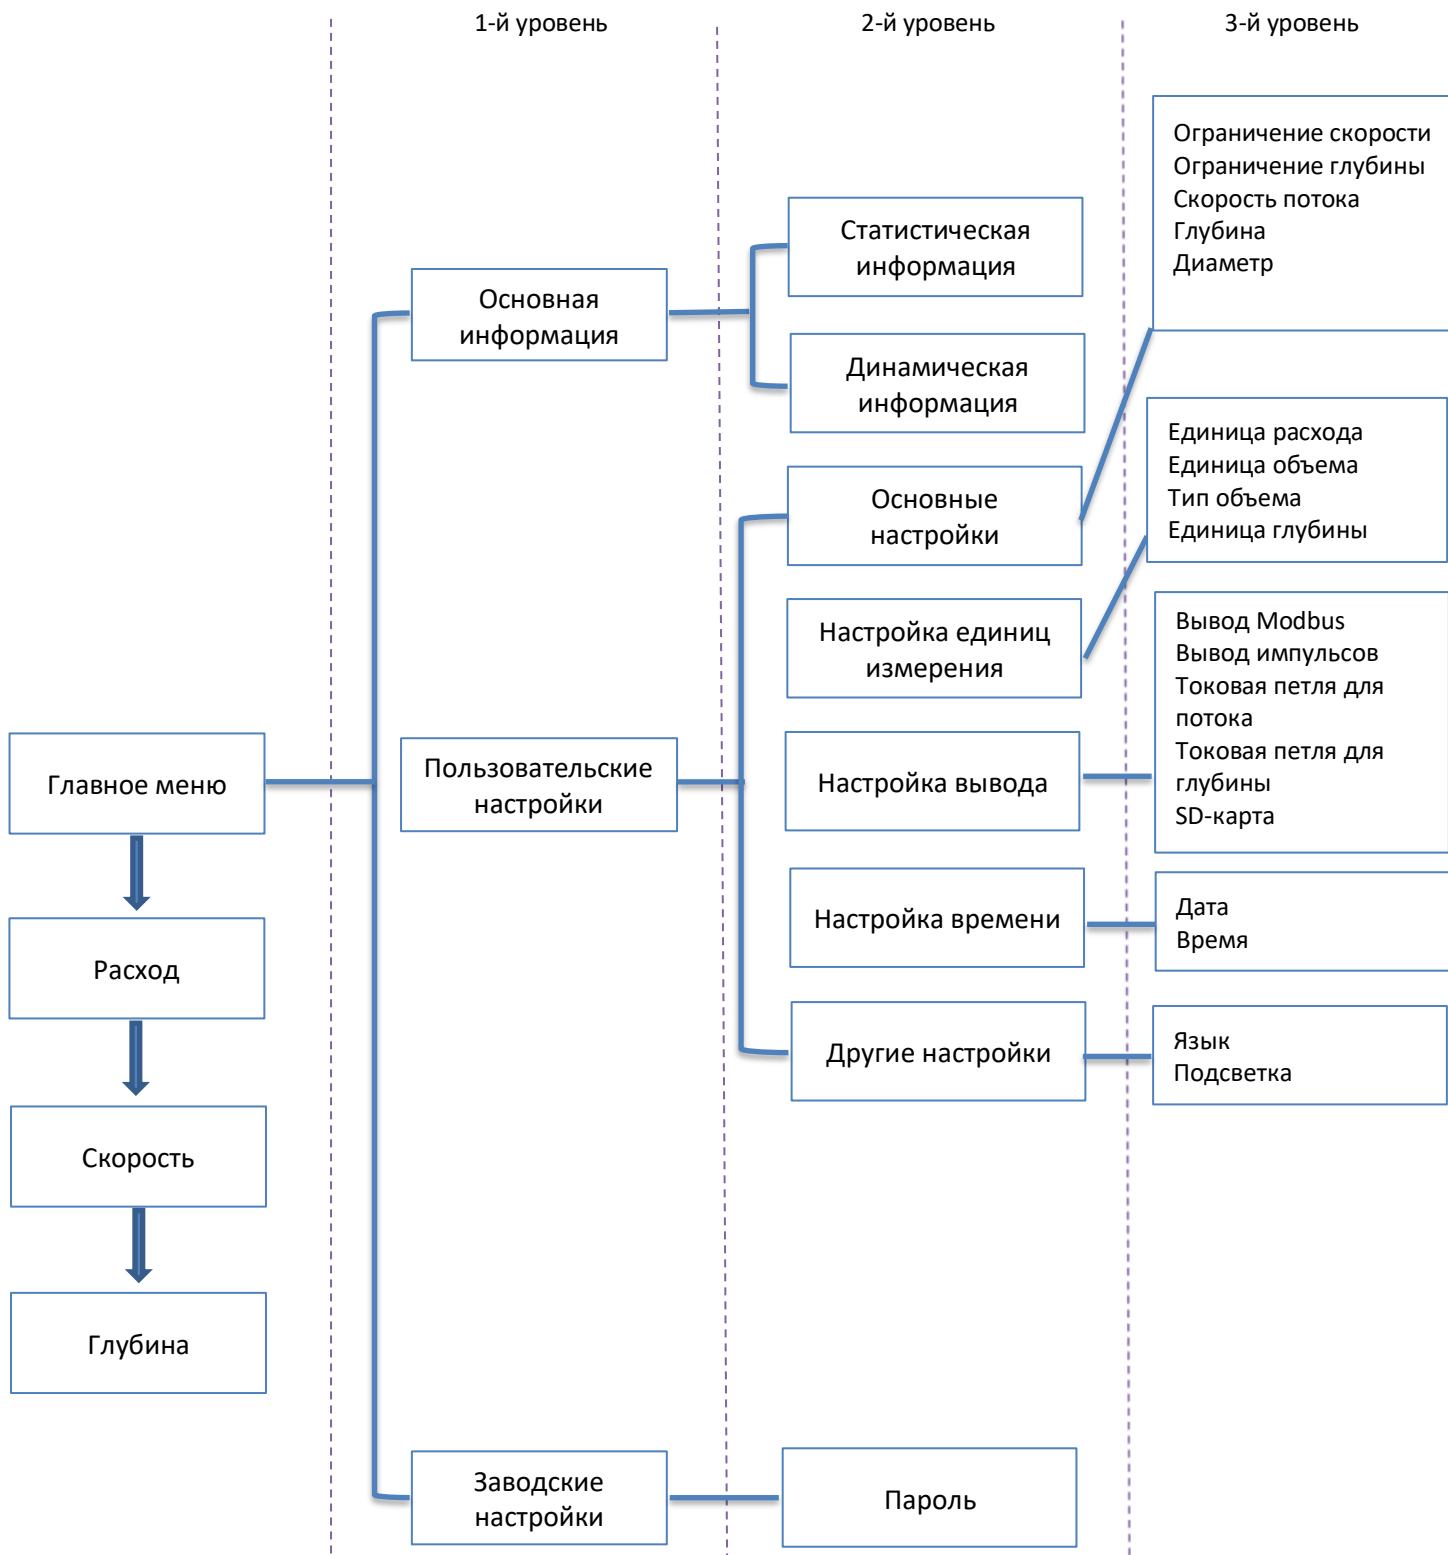 1-й уровень
2-й уровень
3-й уровень
Главное меню
Расход
Скорость
Глубина
Основная
информация
Пользовательские
настройки
Заводские
настройки
Статистическая
информация
Динамическая
информация
Основные
настройки
Настройка единиц
измерения
Настройка вывода
Настройка времени
Другие настройки
Пароль
Ограничение скорости
Ограничение глубины
Скорость потока
Глубина
Диаметр
Единица расхода
Единица объема
Тип объема
Единица глубины
Вывод Modbus
Вывод импульсов
Токовая петля для
потока
Токовая петля для
глубины
SD-карта
Дата
Время
Язык
Подсветка